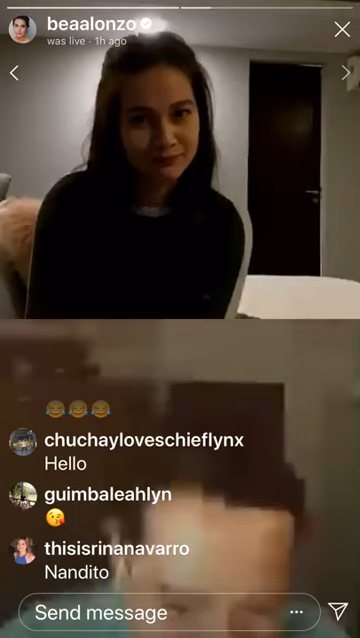 beaalonzo
was live · 1h ago
😂😂😂
chuchayloveschieflynx
Hello
guimbaleahlyn
😘
thisisrinanavarro
Nandito
Send message